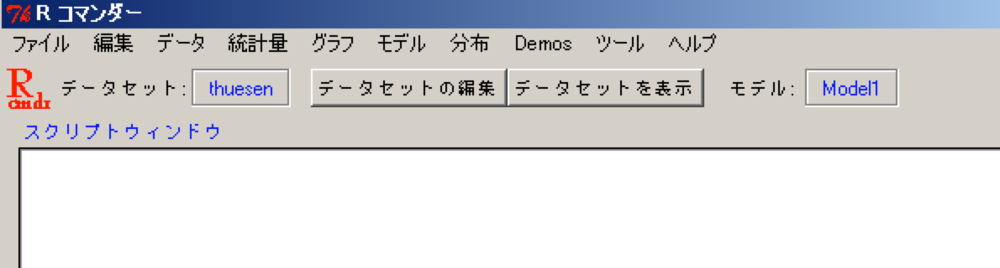 R コマンダー
ファイル 編集 データ 統計量 グラフ モデル 分布 Demos ツール ヘルプ
R cmdr データセット: thuesen データセットの編集 データセットを表示 モデル: Model1
スクリプトウィンドウ